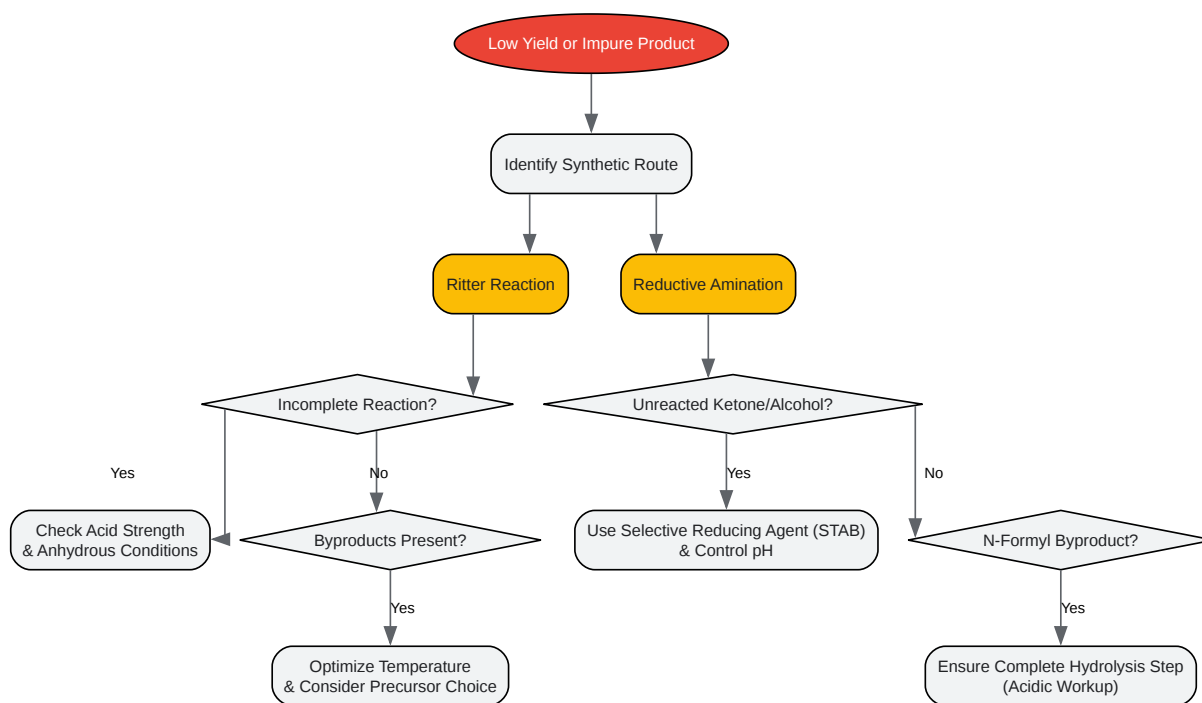 Low Yield or Impure Product
Identify Synthetic Route
Ritter Reaction
Reductive Amination
Incomplete Reaction?
Unreacted Ketone/Alcohol?
Yes
No
Yes
No
Check Acid Strength
& Anhydrous Conditions
Byproducts Present?
Use Selective Reducing Agent (STAB)
& Control pH
N-Formyl Byproduct?
Yes
Yes
Optimize Temperature
& Consider Precursor Choice
Ensure Complete Hydrolysis Step
(Acidic Workup)